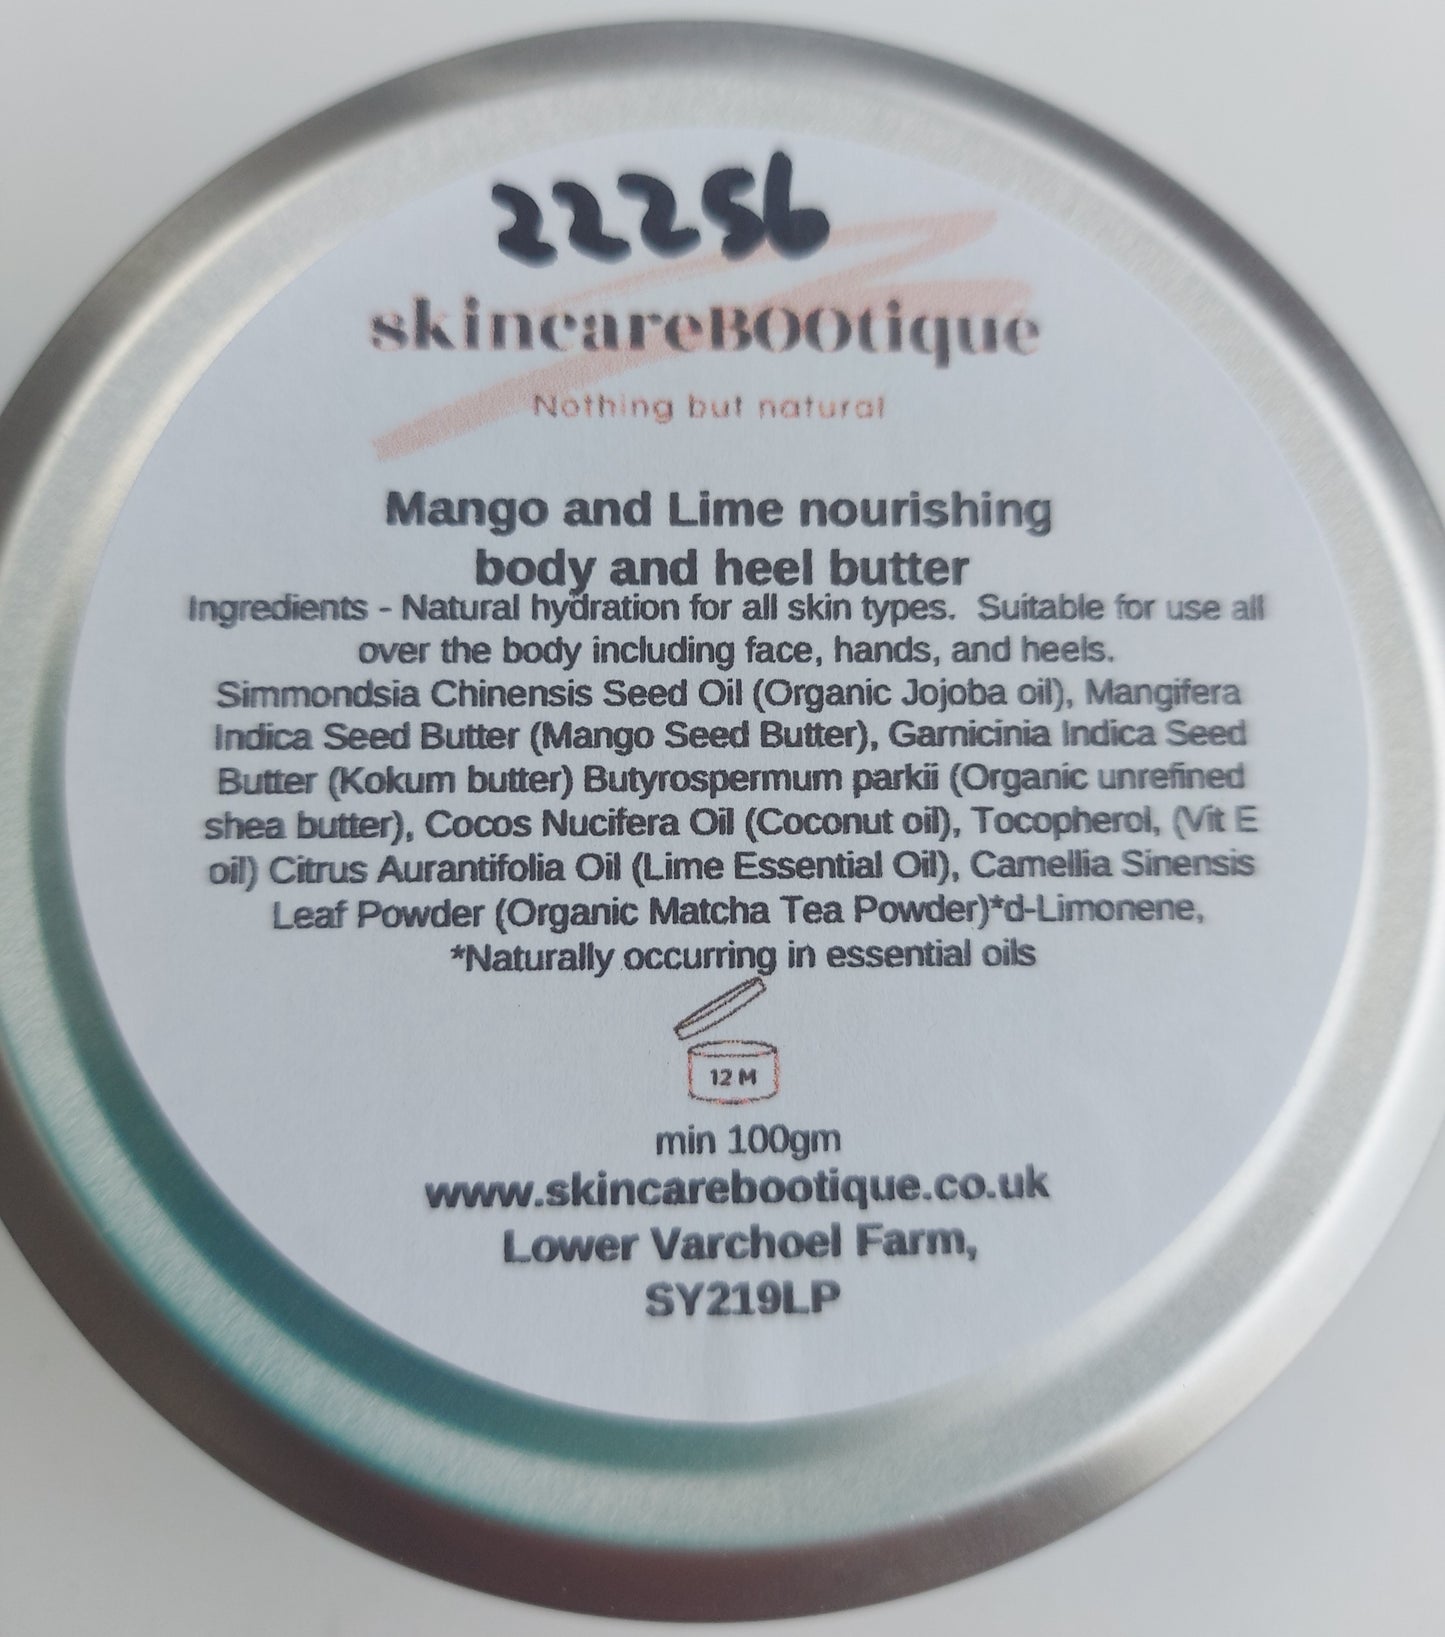 22256
skincareBOOtique
Nothing but natural
Mango and Lime nourishing
body and heel butter
Ingredients - Natural hydration for all skin types. Suitable for use all
over the body including face, hands, and heels.
Simmondsia Chinensis Seed Oil (Organic Jojoba oil), Mangifera
Indica Seed Butter (Mango Seed Butter), Garnicinia Indica Seed
Butter (Kokum butter) Butyrospermum parkii (Organic unrefined
shea butter), Cocos Nucifera Oil (Coconut oil), Tocopherol, (Vit E
oil) Citrus Aurantifolia Oil (Lime Essential Oil), Camellia Sinensis
Leaf Powder (Organic Matcha Tea Powder)*d-Limonene,
*Naturally occurring in essential oils
12 M
min 100gm
www.skincarebootique.co.uk
Lower Varchoel Farm,
SY219LP